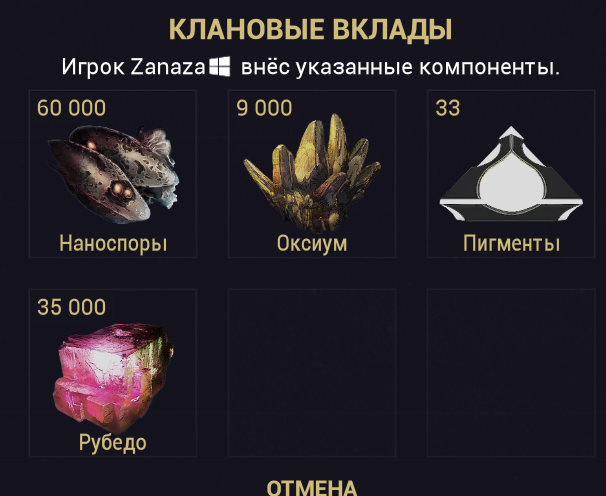 КЛАНОВЫЕ ВКЛАДЫ
Игрок Zanaza внёс указанные компоненты.
60 000
9 000
33
Наноспоры
Оксиум
Пигменты
35 000
Рубедо
ОТМЕНА